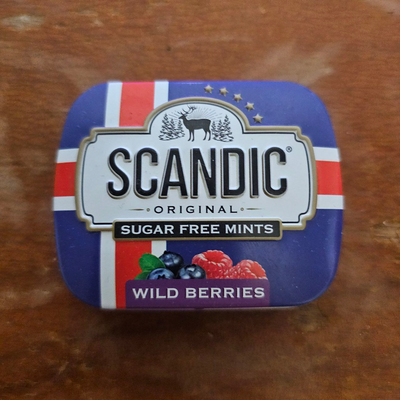 SCANDIC®
ORIGINAL
SUGAR FREE MINTS
WILD BERRIES